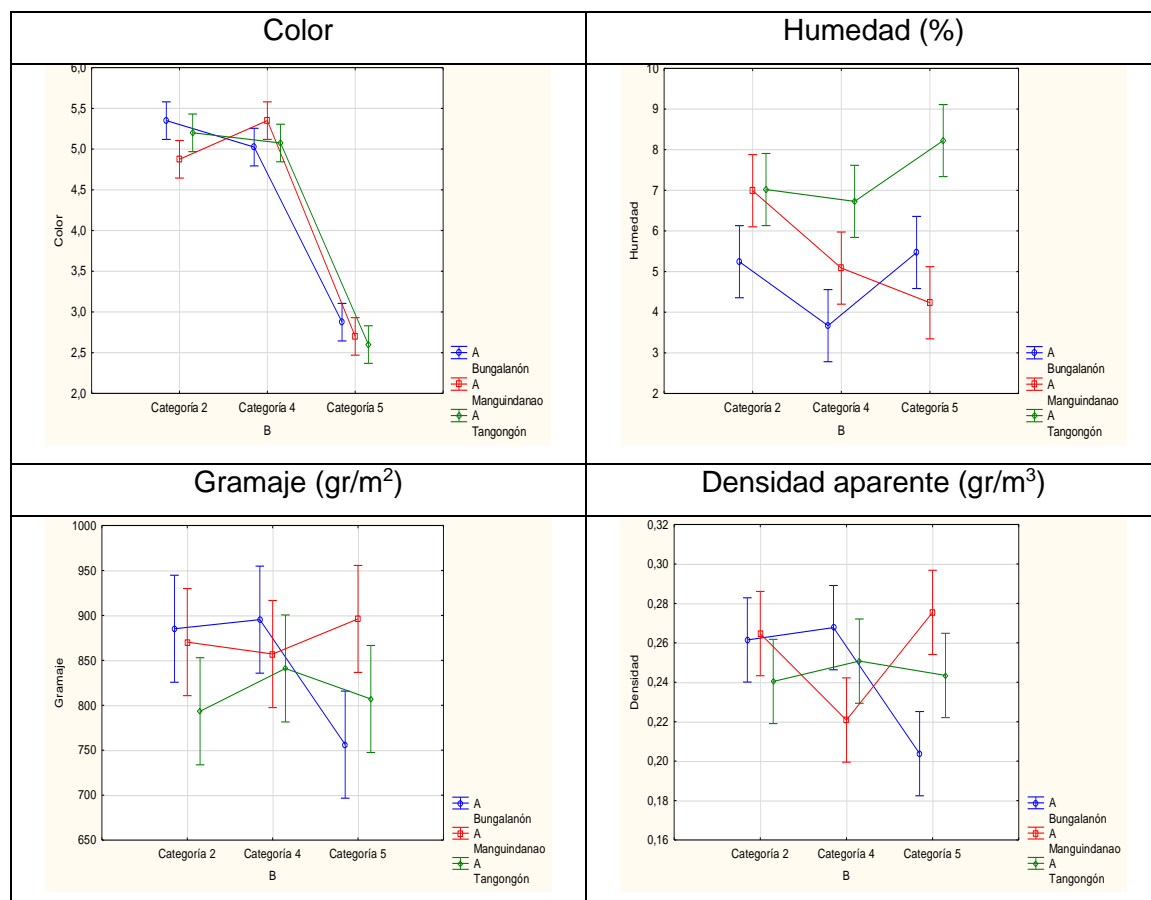 Color
Humedad (%)
6,0
5,5
5,0
4,5
4,0
3,5
3,0
2,5
2,0
Color
Categoría 2
Categoría 4
Categoría 5
B
A
Bungalanón
A
Manguindanao
A
Tangongón
10
9
8
7
6
5
4
3
2
Humedad
Categoría 2
Categoría 4
Categoría 5
B
A
Bungalanón
A
Manguindanao
A
Tangongón
Gramaje (gr/m²)
Densidad aparente (gr/m³)
1000
950
900
850
800
750
700
650
Gramaje
Categoría 2
Categoría 4
Categoría 5
B
A
Bungalanón
A
Manguindanao
A
Tangongón
0,32
0,30
0,28
0,26
0,24
0,22
0,20
0,18
0,16
Densidad
Categoría 2
Categoría 4
Categoría 5
B
A
Bungalanón
A
Manguindanao
A
Tangongón